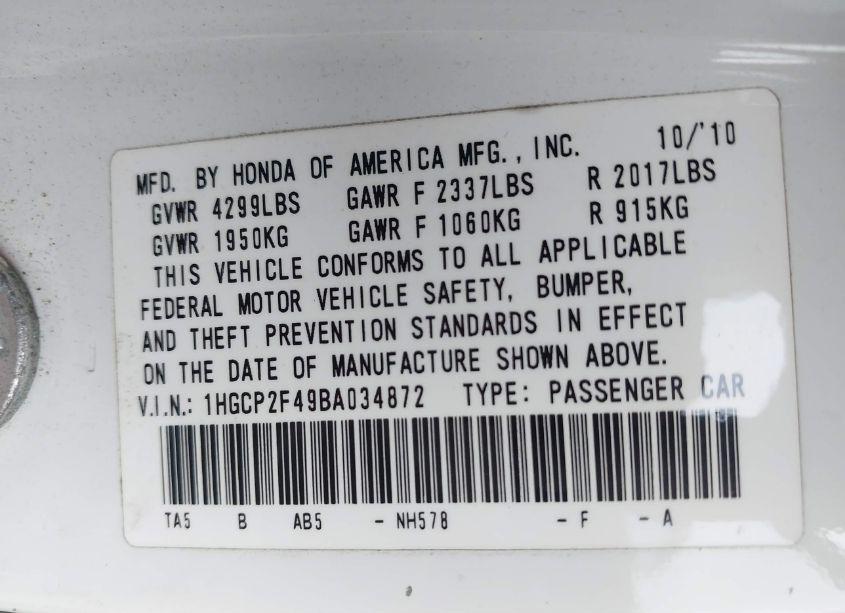 MFD. BY HONDA OF AMERICA MFG., INC. 10/'10
GVWR 4299LBS GAWR F 2337LBS R 2017LBS
GVWR 1950KG GAWR F 1060KG R 915KG
THIS VEHICLE CONFORMS TO ALL APPLICABLE
FEDERAL MOTOR VEHICLE SAFETY, BUMPER,
AND THEFT PREVENTION STANDARDS IN EFFECT
ON THE DATE OF MANUFACTURE SHOWN ABOVE.
V.I.N.: 1HGCP2F49BA034872 TYPE: PASSENGER CAR
TA5 B AB5 - NH578 - F - A